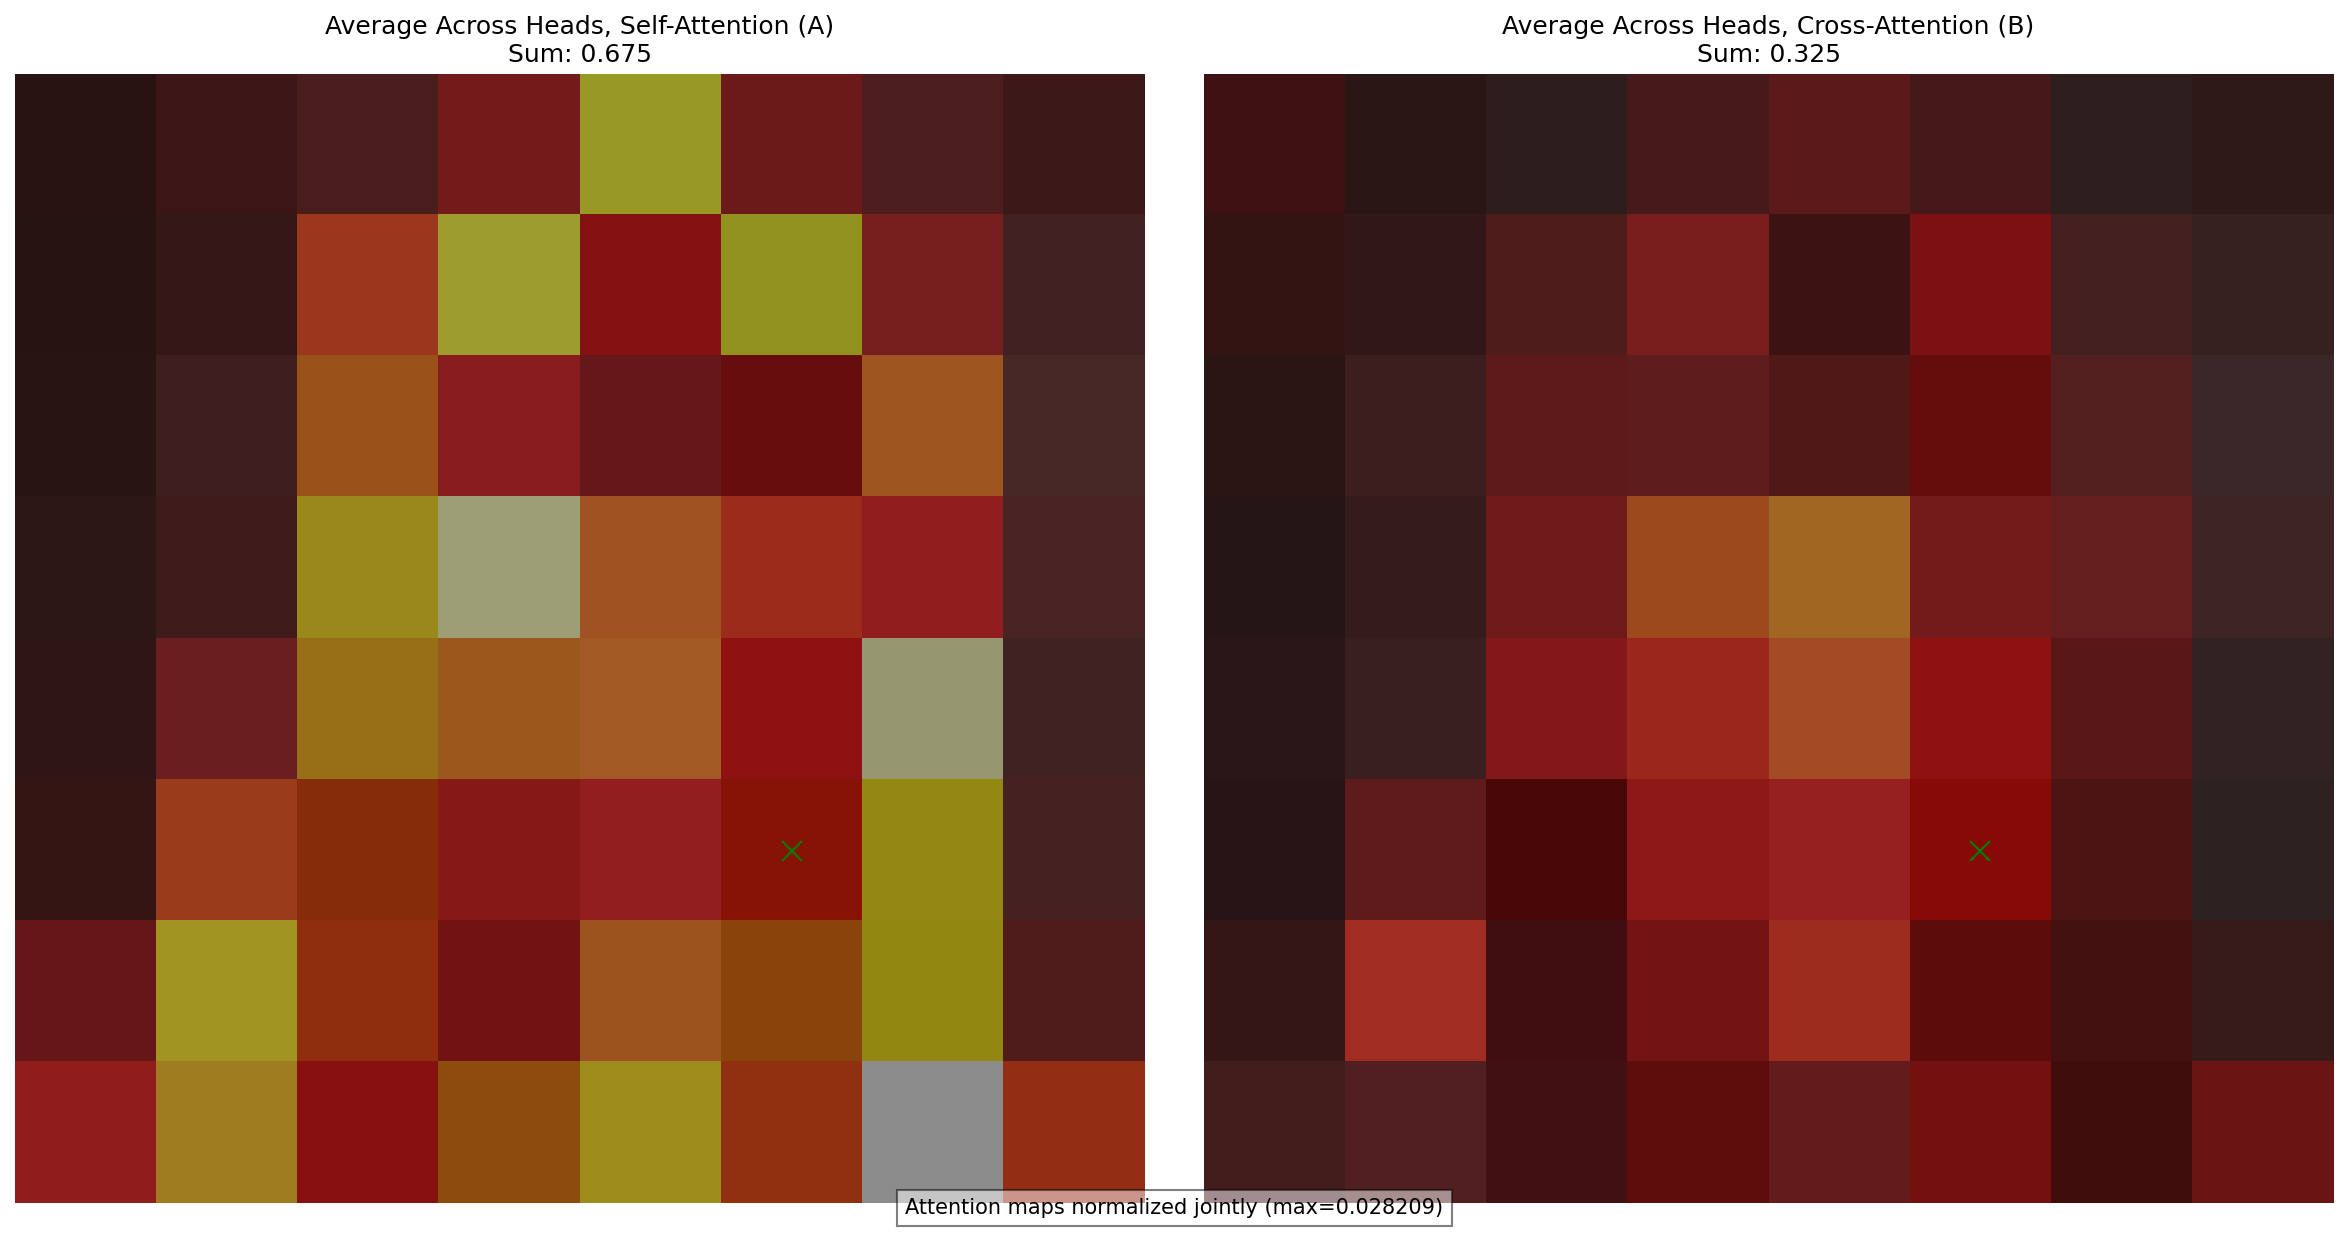 Average Across Heads, Self-Attention (A)
Sum: 0.675
Average Across Heads, Cross-Attention (B)
Sum: 0.325
Attention maps normalized jointly (max=0.028209)